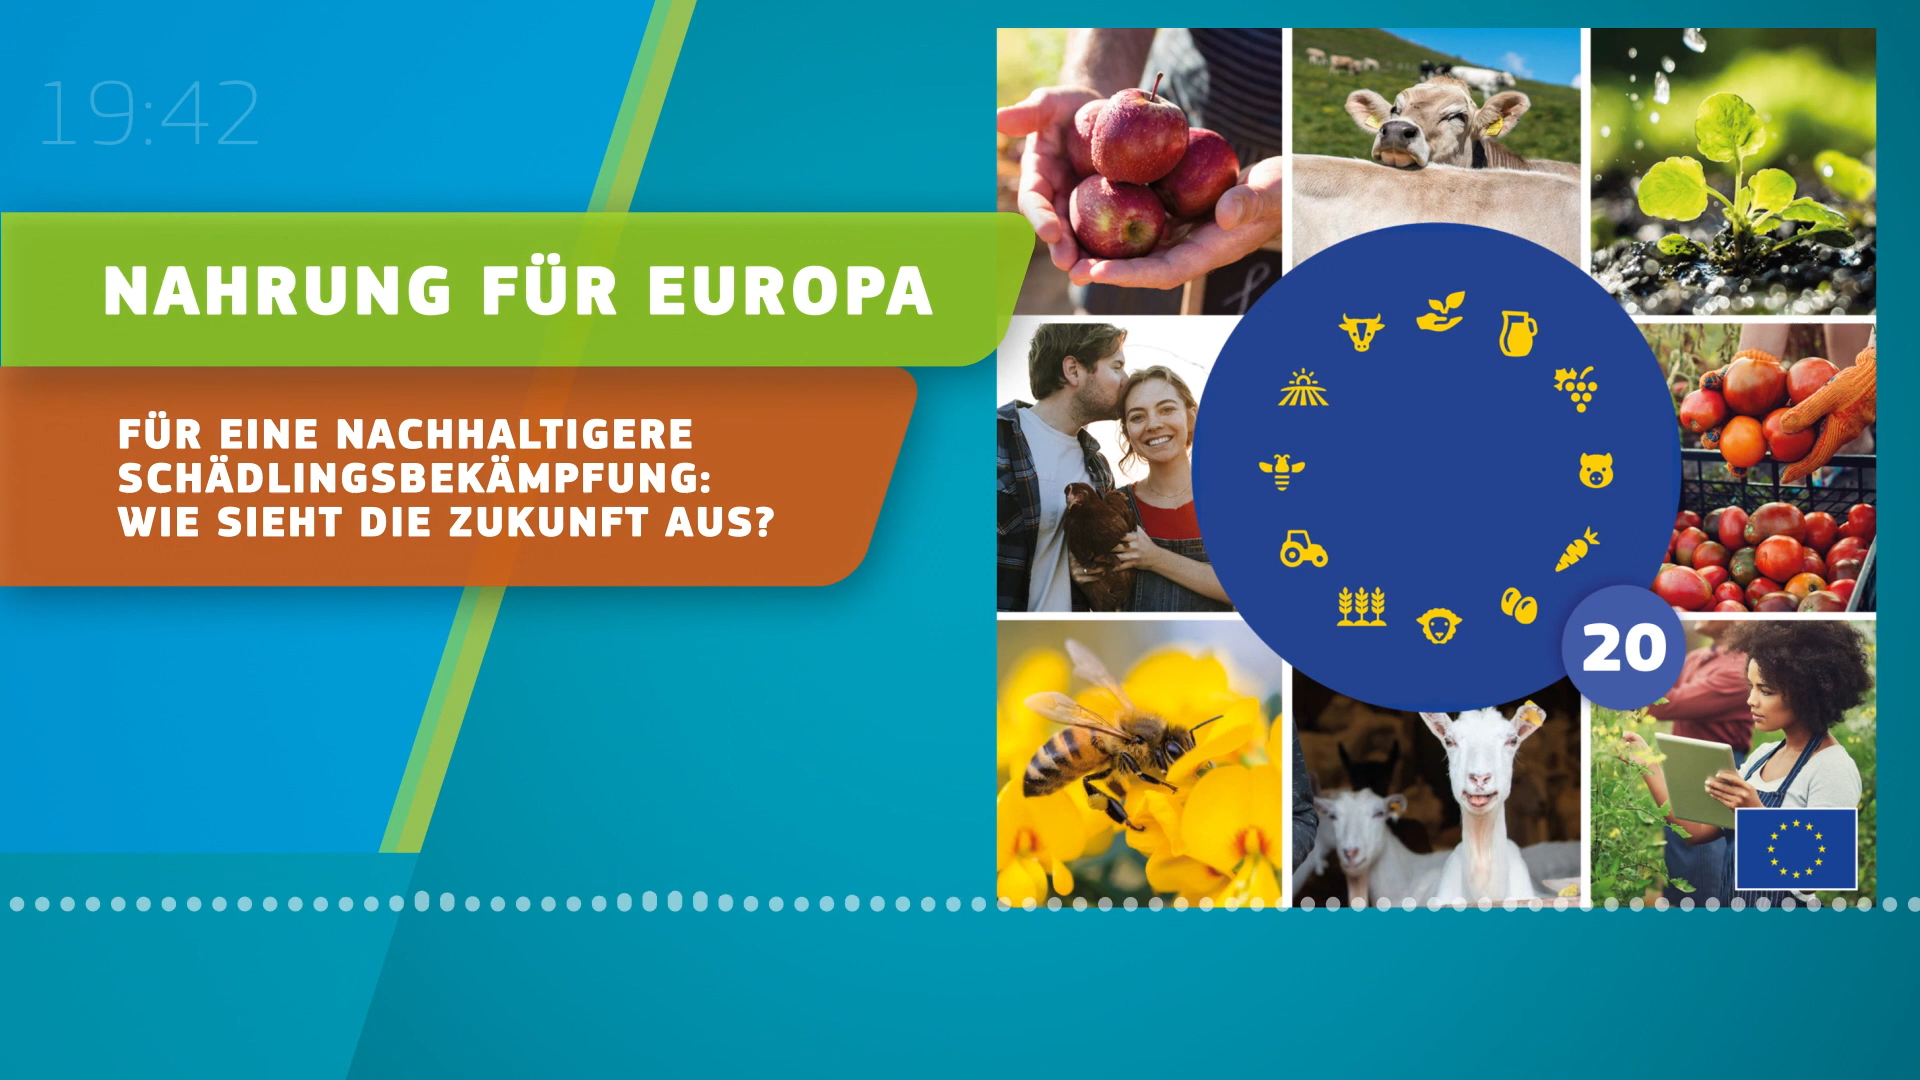 19:42
NAHRUNG FÜR EUROPA
FÜR EINE NACHHALTIGERE
SCHÄDLINGSBEKÄMPFUNG:
WIE SIEHT DIE ZUKUNFT AUS?
20